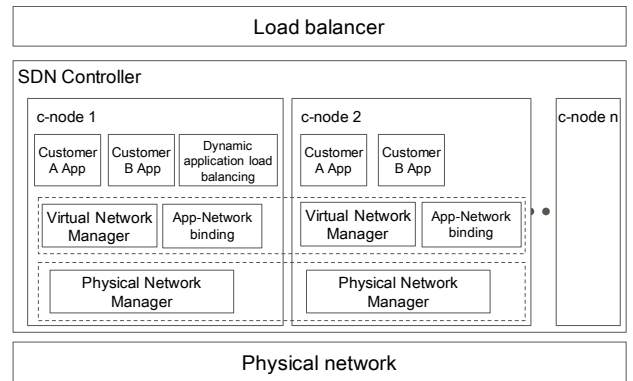 Load balancer
SDN Controller
c-node 1
Customer
A App
Customer
B App
Dynamic
application load
balancing
Virtual Network
Manager
App-Network
binding
Physical Network
Manager
c-node 2
Customer
A App
Customer
B App
Virtual Network
Manager
App-Network
binding
Physical Network
Manager
c-node n
Physical network